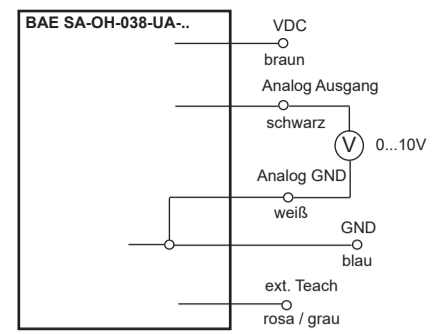 BAE SA-OH-038-UA-..
VDC
braun
Analog Ausgang
schwarz
V
0...10V
Analog GND
weiß
GND
blau
ext. Teach
rosa / grau